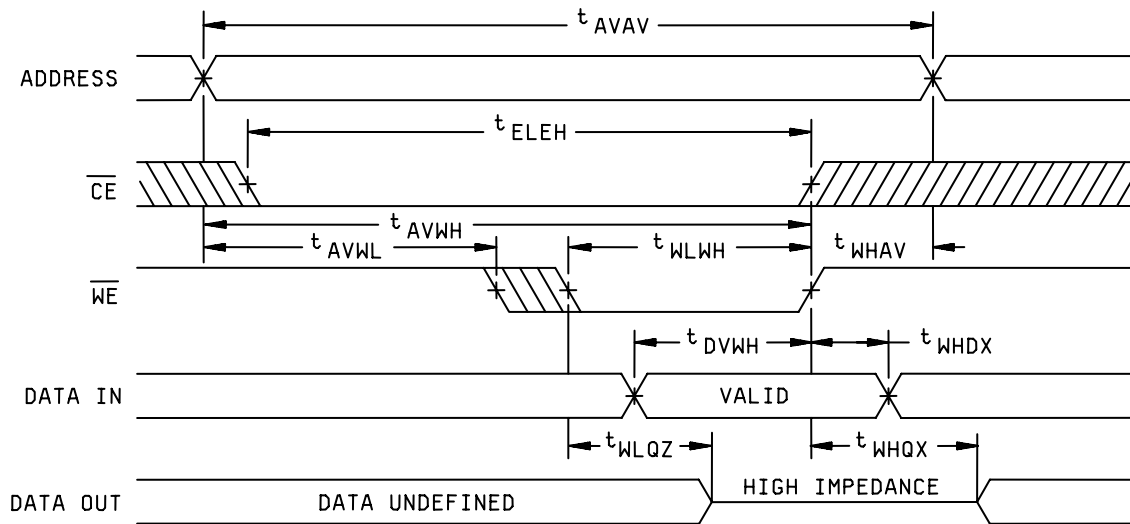 t AVAV
ADDRESS
t ELEH
CE
t AVWH
t AVWL
t WLWH
t WHAV
WE
t DVWH
t WHDX
DATA IN
VALID
t WLQZ
t WHQX
DATA OUT
DATA UNDEFINED
HIGH IMPEDANCE